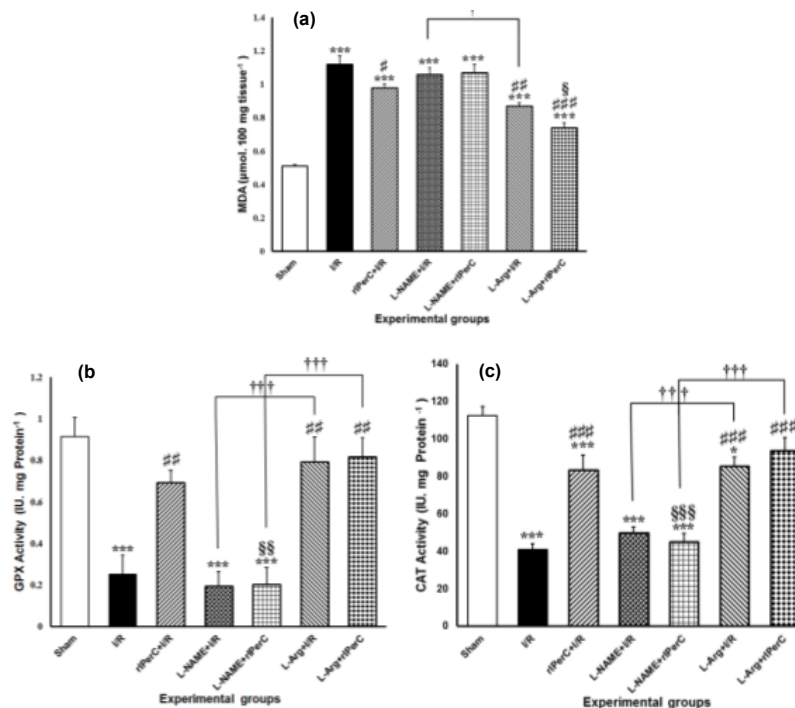 (a)
MDA (µmol. 100 mg tissue-1)
1.4
1.2
1
0.8
0.6
0.4
0.2
0
***
♯
***
***
***
♯♯
***
§
♯♯♯
***
†
Sham
I/R
rIPerC+I/R
L-NAME+I/R
L-NAME+rIPerC
L-Arg+I/R
L-Arg+rIPerC
Experimental groups
(b)
GPX Activity (IU. mg Protein -1)
1.2
1
0.8
0.6
0.4
0.2
0
†††
†††
***
♯♯
***
§§
***
♯♯
♯♯
Sham
I/R
rIPerC+I/R
L-NAME+I/R
L-NAME+rIPerC
L-Arg+I/R
L-Arg+rIPerC
Experimental groups
(c)
CAT Activity (IU. mg Protein -1)
140
120
100
80
60
40
20
0
†††
†††
***
♯♯♯
***
***
§§§
***
♯♯♯
*
♯♯♯
Sham
I/R
rIPerC+I/R
L-NAME+I/R
L-NAME+rIPerC
L-Arg+I/R
L-Arg+rIPerC
Experimental groups